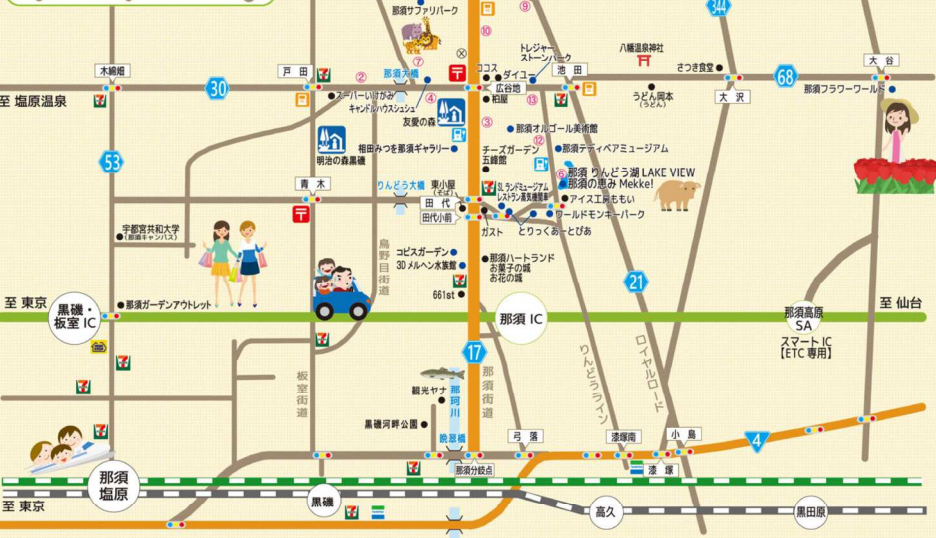 那須サファリパーク
⑨
344
⑩
トレジャー
ストーンパーク
八幡温泉神社
⑦
木綿畑
戸田
②
那須大橋
ココス
ダイユー
池田
さつき食堂
大谷
30
68
広谷地
至 塩原温泉
スーパーいけがみ
キャンドルハウスシュシュ
④
柏屋
⑬
うどん岡本
(うどん)
大沢
那須フラワーワールド
友愛の森
③
那須オルゴール美術館
⑫
明治の森黒磯
相田みつを那須ギャラリー
チーズガーデン
五峰館
那須テディベアミュージアム
53
⑥
那須 りんどう湖 LAKE VIEW
那須の恵み Mekke!
青木
りんどう大橋
東小屋
(そば)
SLランドミュージアム
レストラン蒸気機関車
アイス工房ももい
田代
田代小前
ワールドモンキーパーク
ガスト
とりっくあーとぴあ
宇都宮共和大学
(那須キャンパス)
鳥野目街道
コピスガーデン
3Dメルヘン水族館
那須ハートランド
お菓子の城
お花の城
21
661st
至 東京
黒磯・
板室 IC
那須ガーデンアウトレット
那須 IC
那須高原
SA
至 仙台
スマートIC
【ETC専用】
17
りんどうライン
ロイヤルロード
板室街道
観光ヤナ
那珂川
那須街道
黒磯河畔公園
晩翠橋
弓落
漆塚南
小島
4
那須分岐点
漆塚
那須
塩原
至 東京
黒磯
高久
黒田原